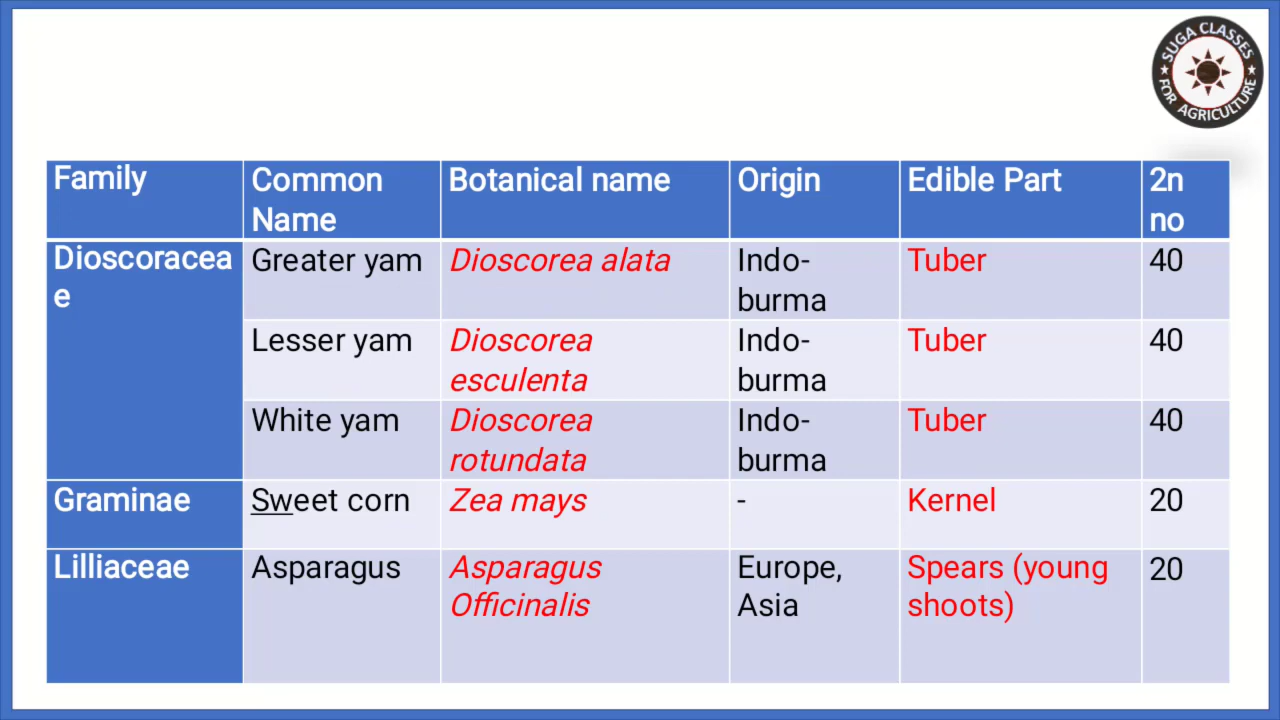 SUGA CLASSES
FOR AGRICULTURE
Family Common Botanical name Origin Edible Part 2n
Name no
Dioscoracea Greater yam Dioscorea alata Indo- Tuber 40
e burma
Lesser yam Dioscorea Indo- Tuber 40
esculenta burma
White yam Dioscorea Indo- Tuber 40
rotundata burma
Graminae Sweet corn Zea mays - Kernel 20
Lilliaceae Asparagus Asparagus Europe, Spears (young 20
Officinalis Asia shoots)